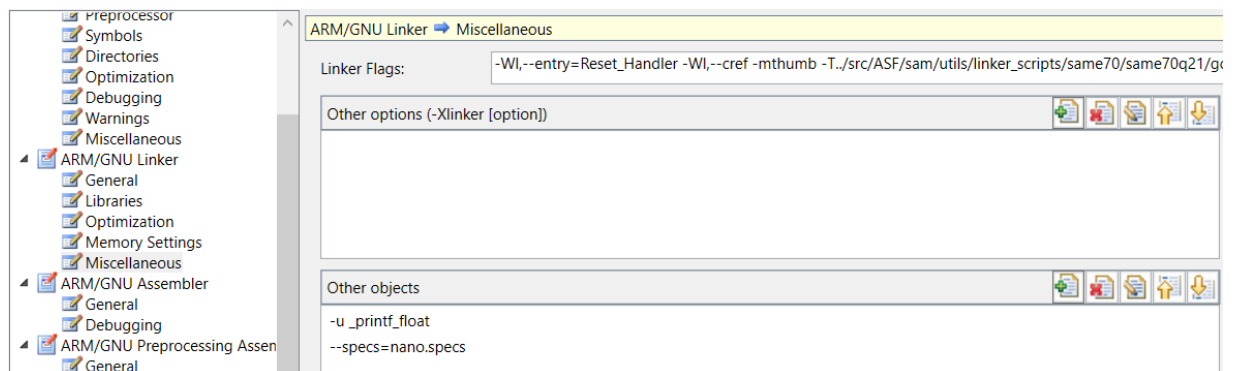 Preprocessor
Symbols
Directories
Optimization
Debugging
Warnings
Miscellaneous
ARM/GNU Linker
General
Libraries
Optimization
Memory Settings
Miscellaneous
ARM/GNU Assembler
General
Debugging
ARM/GNU Preprocessing Assen
General
ARM/GNU Linker Miscellaneous
Linker Flags: -Wl,--entry=Reset_Handler -Wl,--cref -mthumb -T../src/ASF/sam/utils/linker_scripts/same70/same70q21/gc
Other options (-Xlinker [option])
Other objects
-u _printf_float
--specs=nano.specs